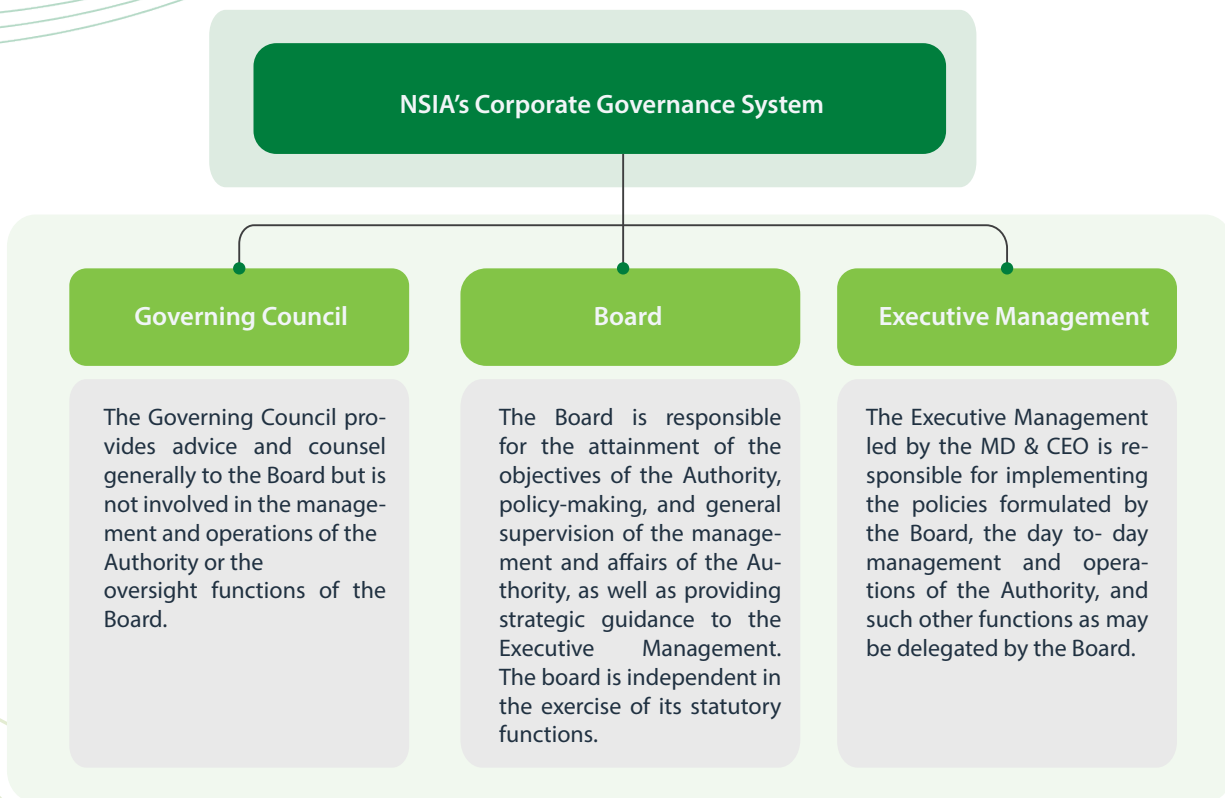 NSIA's Corporate Governance System
Governing Council
The Governing Council pro-
vides advice and counsel
generally to the Board but is
not involved in the manage-
ment and operations of the
Authority or the
oversight functions of the
Board.
Board
The Board is responsible
for the attainment of the
objectives of the Authority,
policy-making, and general
supervision of the manage-
ment and affairs of the Au-
thority, as well as providing
strategic guidance to the
Executive Management.
The board is independent in
the exercise of its statutory
functions.
Executive Management
The Executive Management
led by the MD & CEO is re-
sponsible for implementing
the policies formulated by
the Board, the day to- day
management and opera-
tions of the Authority, and
such other functions as may
be delegated by the Board.